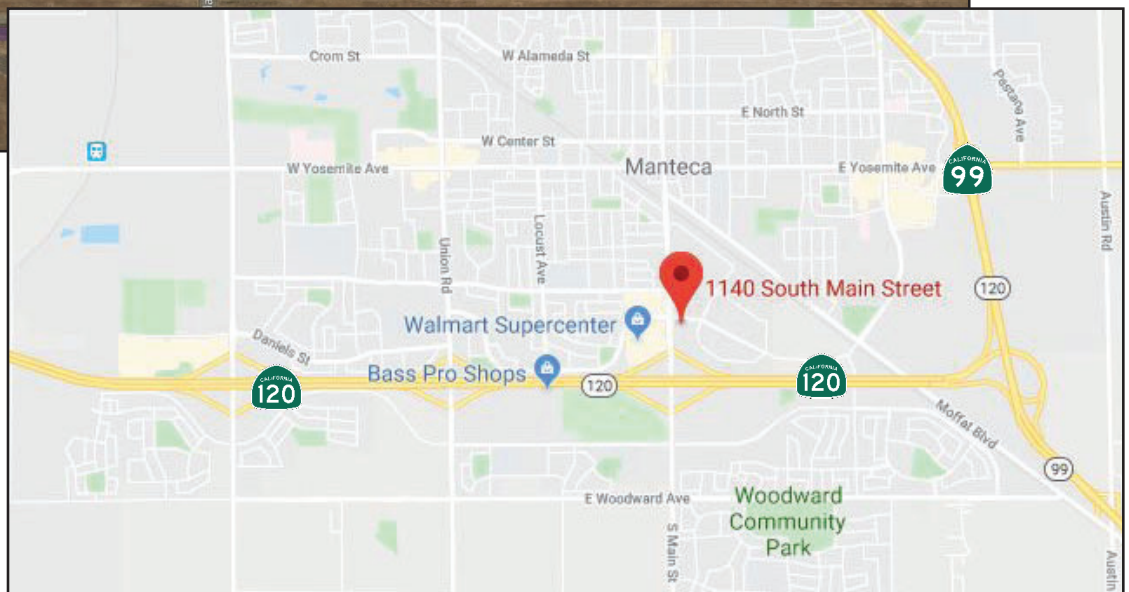 Crom St
W Alameda St
Pestana Ave
E North St
W Center St
W Yosemite Ave
Manteca
E Yosemite Ave
CALIFORNIA
99
Austin Rd
Locust Ave
Union Rd
1140 South Main Street
120
Walmart Supercenter
Daniels St
Bass Pro Shops
CALIFORNIA
120
120
CALIFORNIA
120
Moffat Blvd
99
E Woodward Ave
Woodward
Community
Park
S Main St
Austin